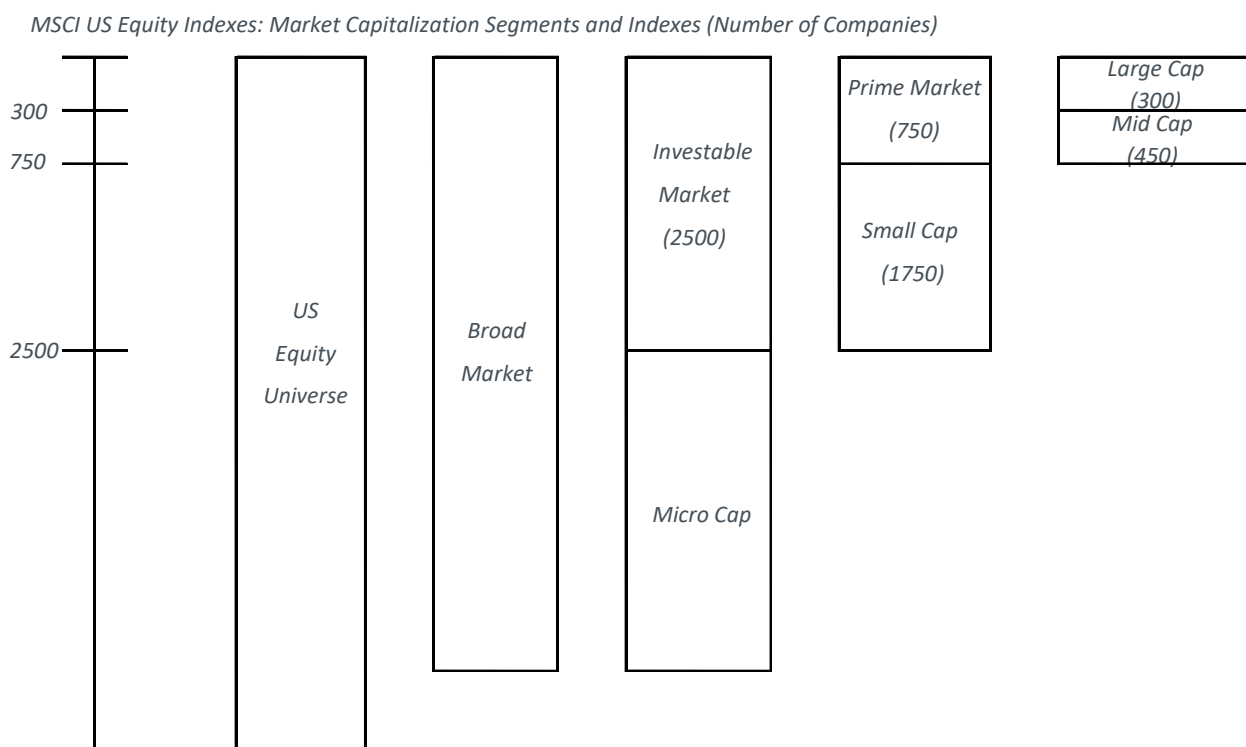 MSCI US Equity Indexes: Market Capitalization Segments and Indexes (Number of Companies)
300
750
2500
US
Equity
Universe
Broad
Market
Investable
Market
(2500)
Micro Cap
Prime Market
(750)
Small Cap
(1750)
Large Cap
(300)
Mid Cap
(450)